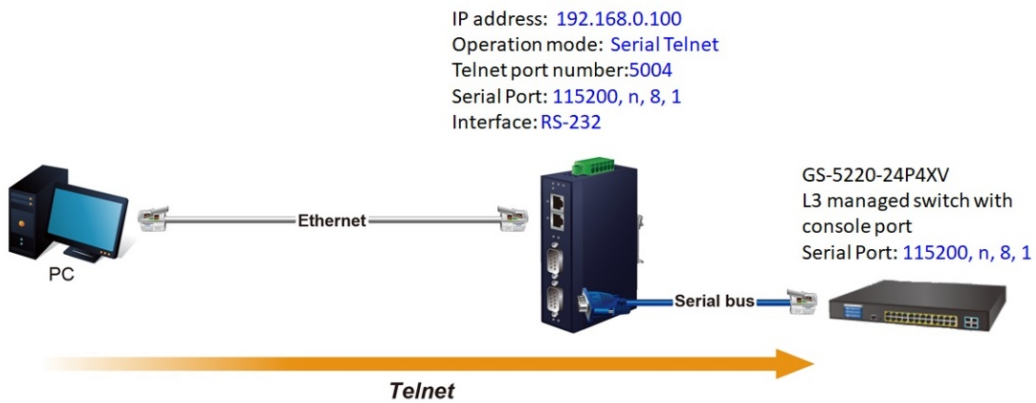 IP address: 192.168.0.100
Operation mode: Serial Telnet
Telnet port number:5004
Serial Port: 115200, n, 8, 1
Interface: RS-232
GS-5220-24P4XV
L3 managed switch with
console port
Serial Port: 115200, n, 8, 1
Ethernet
PC
Serial bus
Telnet